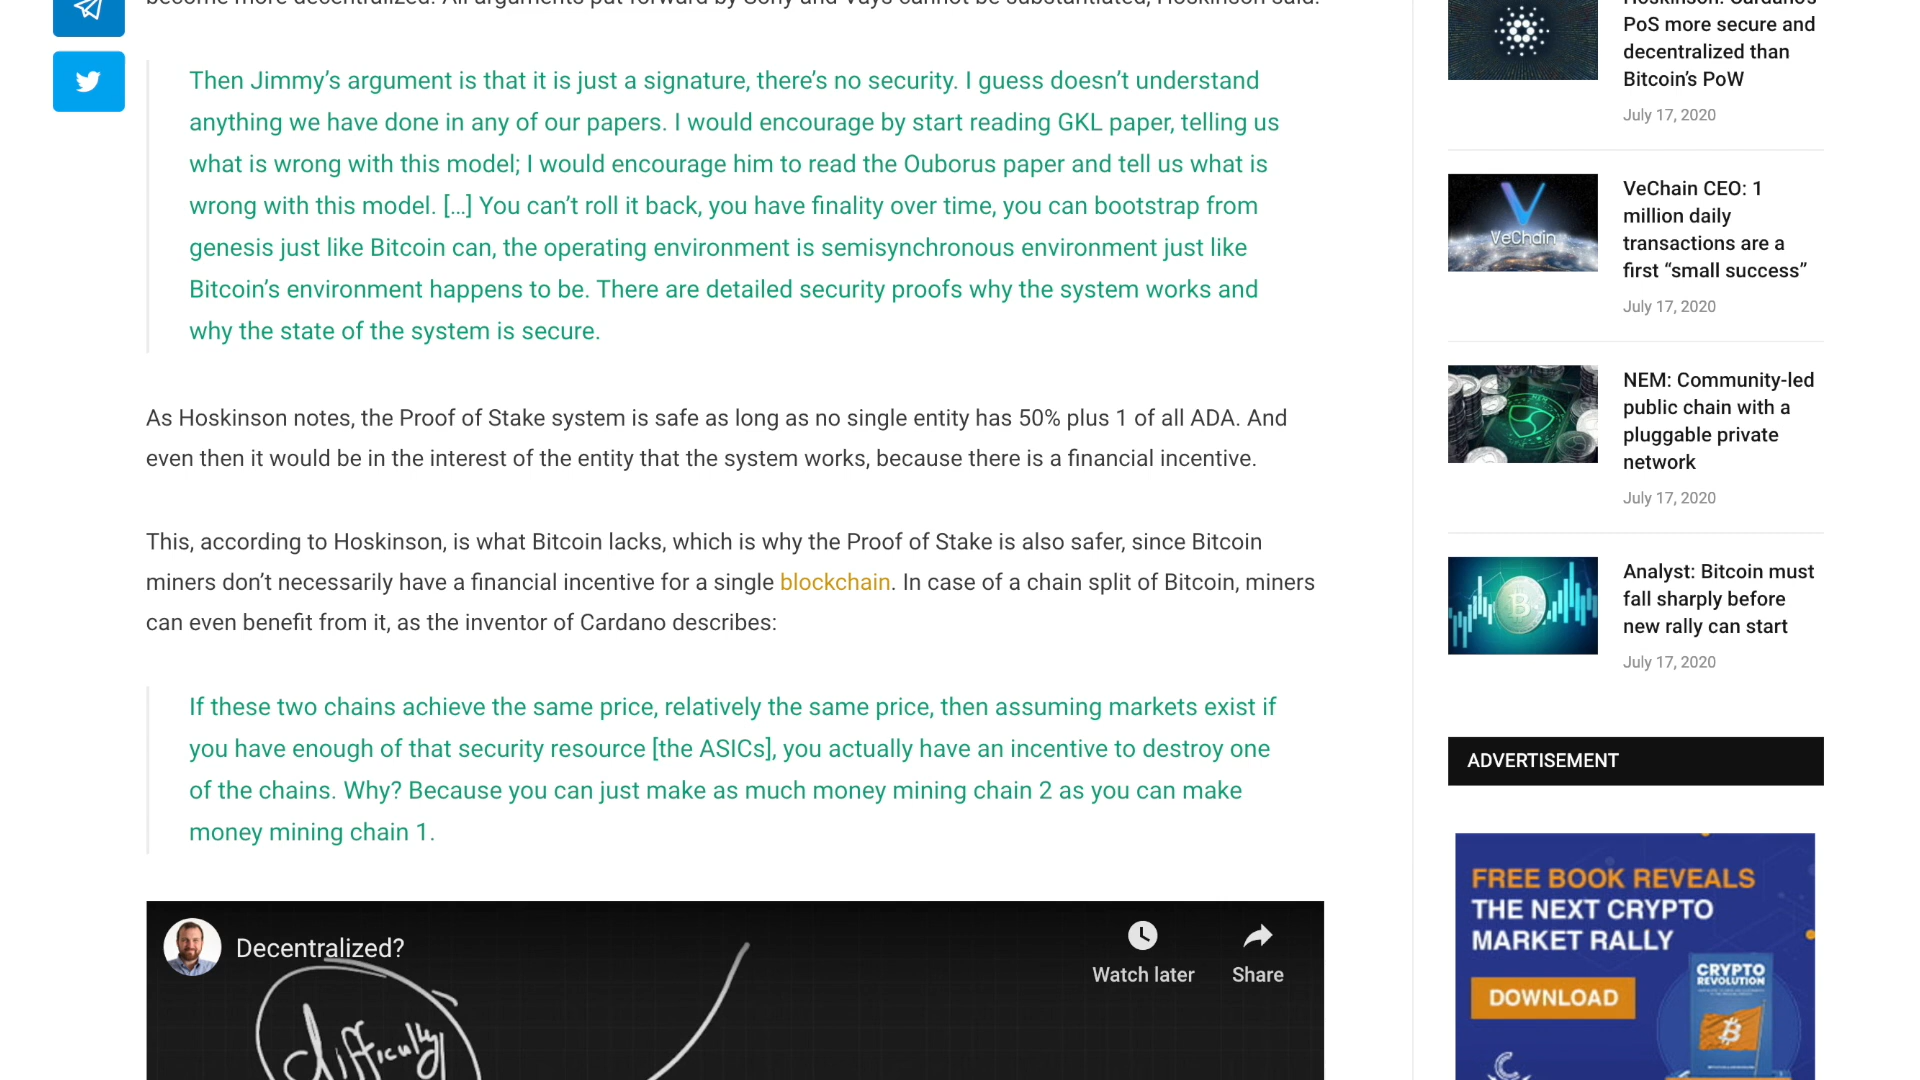 Then Jimmy’s argument is that it is just a signature, there’s no security. I guess doesn’t understand
anything we have done in any of our papers. I would encourage by start reading GKL paper, telling us
what is wrong with this model; I would encourage him to read the Ouborus paper and tell us what is
wrong with this model. […] You can’t roll it back, you have finality over time, you can bootstrap from
genesis just like Bitcoin can, the operating environment is semisynchronous environment just like
Bitcoin’s environment happens to be. There are detailed security proofs why the system works and
why the state of the system is secure.
As Hoskinson notes, the Proof of Stake system is safe as long as no single entity has 50% plus 1 of all ADA. And
even then it would be in the interest of the entity that the system works, because there is a financial incentive.
This, according to Hoskinson, is what Bitcoin lacks, which is why the Proof of Stake is also safer, since Bitcoin
miners don’t necessarily have a financial incentive for a single blockchain. In case of a chain split of Bitcoin, miners
can even benefit from it, as the inventor of Cardano describes:
If these two chains achieve the same price, relatively the same price, then assuming markets exist if
you have enough of that security resource [the ASICs], you actually have an incentive to destroy one
of the chains. Why? Because you can just make as much money mining chain 2 as you can make
money mining chain 1.
Decentralized?
Watch later
Share
difficulty
Hoskinson: Cardano’s
PoS more secure and
decentralized than
Bitcoin’s PoW
July 17, 2020
VeChain
VeChain CEO: 1
million daily
transactions are a
first “small success”
July 17, 2020
NEM: Community-led
public chain with a
pluggable private
network
July 17, 2020
Analyst: Bitcoin must
fall sharply before
new rally can start
July 17, 2020
ADVERTISEMENT
FREE BOOK REVEALS
THE NEXT CRYPTO
MARKET RALLY
DOWNLOAD
CRYPTO
REVOLUTION